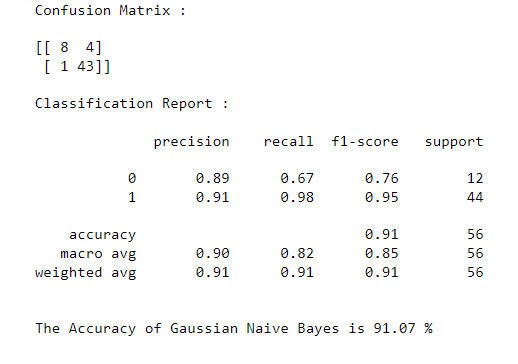 Confusion Matrix :
[[ 8  4]
 [ 1 43]]
Classification Report :
              precision    recall  f1-score   support
           0       0.89      0.67      0.76        12
           1       0.91      0.98      0.95        44
    accuracy                           0.91        56
   macro avg       0.90      0.82      0.85        56
weighted avg       0.91      0.91      0.91        56
The Accuracy of Gaussian Naive Bayes is 91.07 %